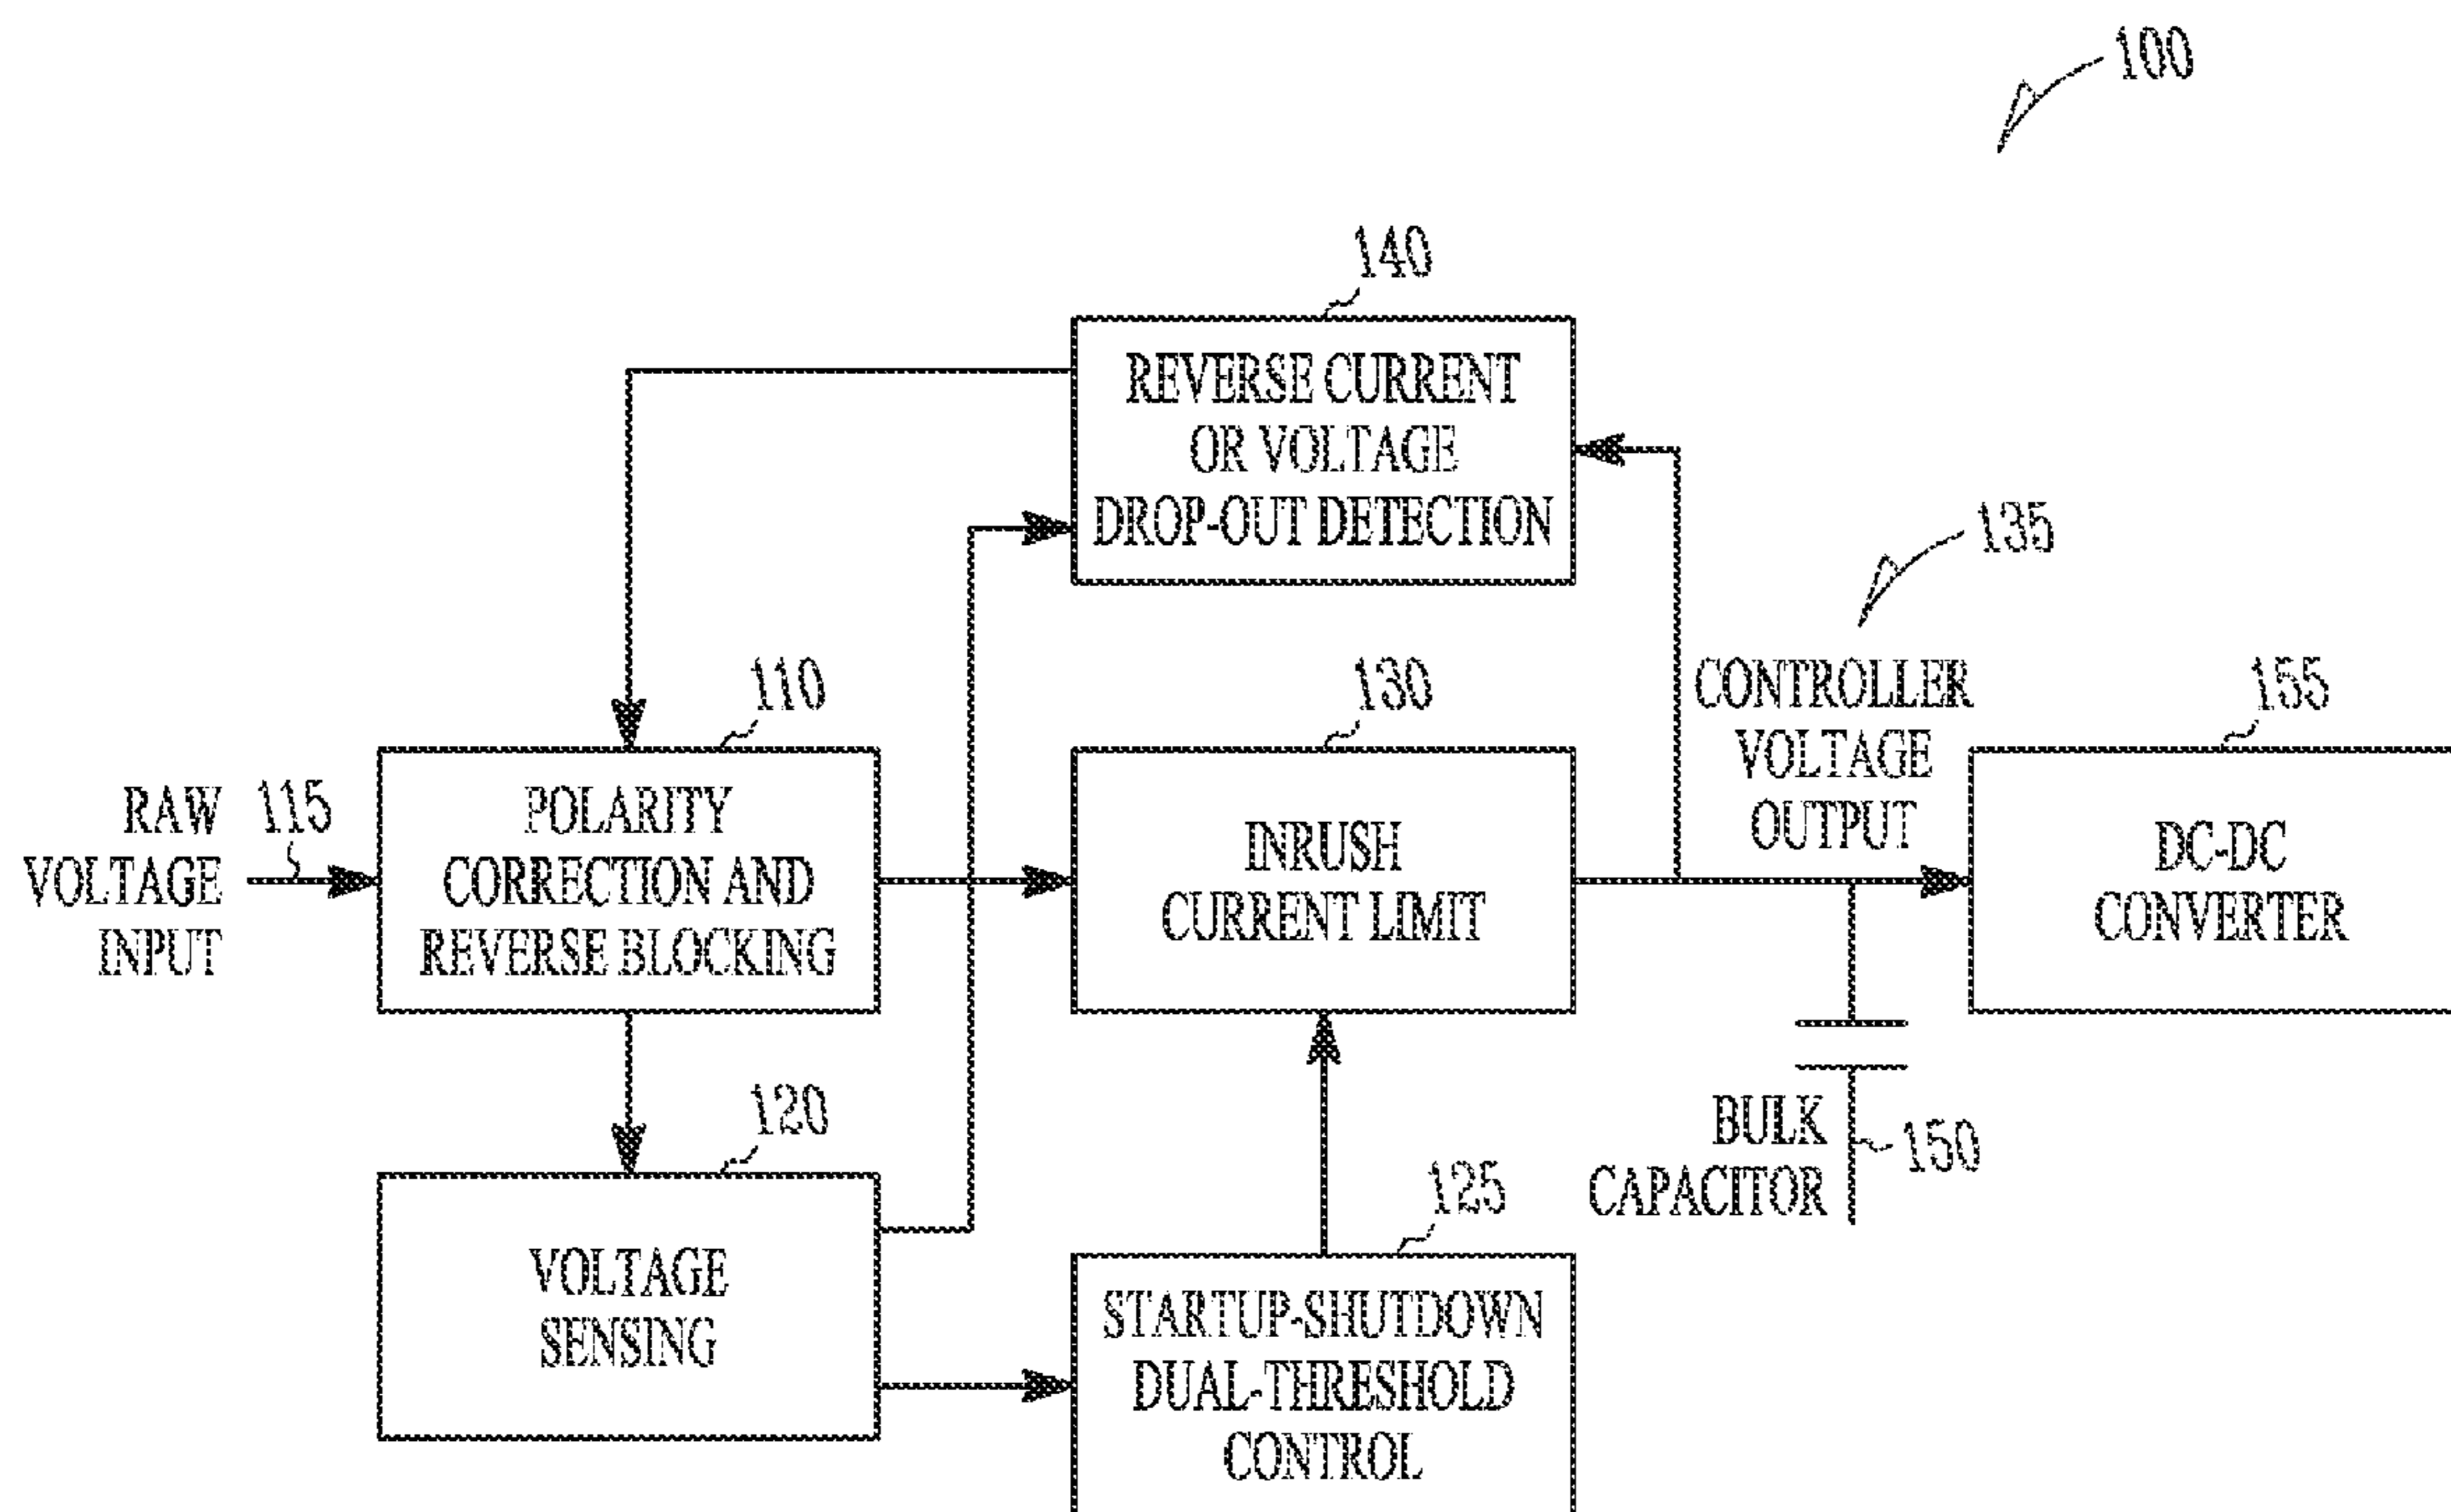 100
140
REVERSE CURRENT
OR VOLTAGE
DROP-OUT DETECTION
135
110
130
CONTROLLER
VOLTAGE
OUTPUT
155
RAW
VOLTAGE
INPUT
115
POLARITY
CORRECTION AND
REVERSE BLOCKING
INRUSH
CURRENT LIMIT
DC-DC
CONVERTER
120
BULK
CAPACITOR
150
125
VOLTAGE
SENSING
STARTUP-SHUTDOWN
DUAL-THRESHOLD
CONTROL